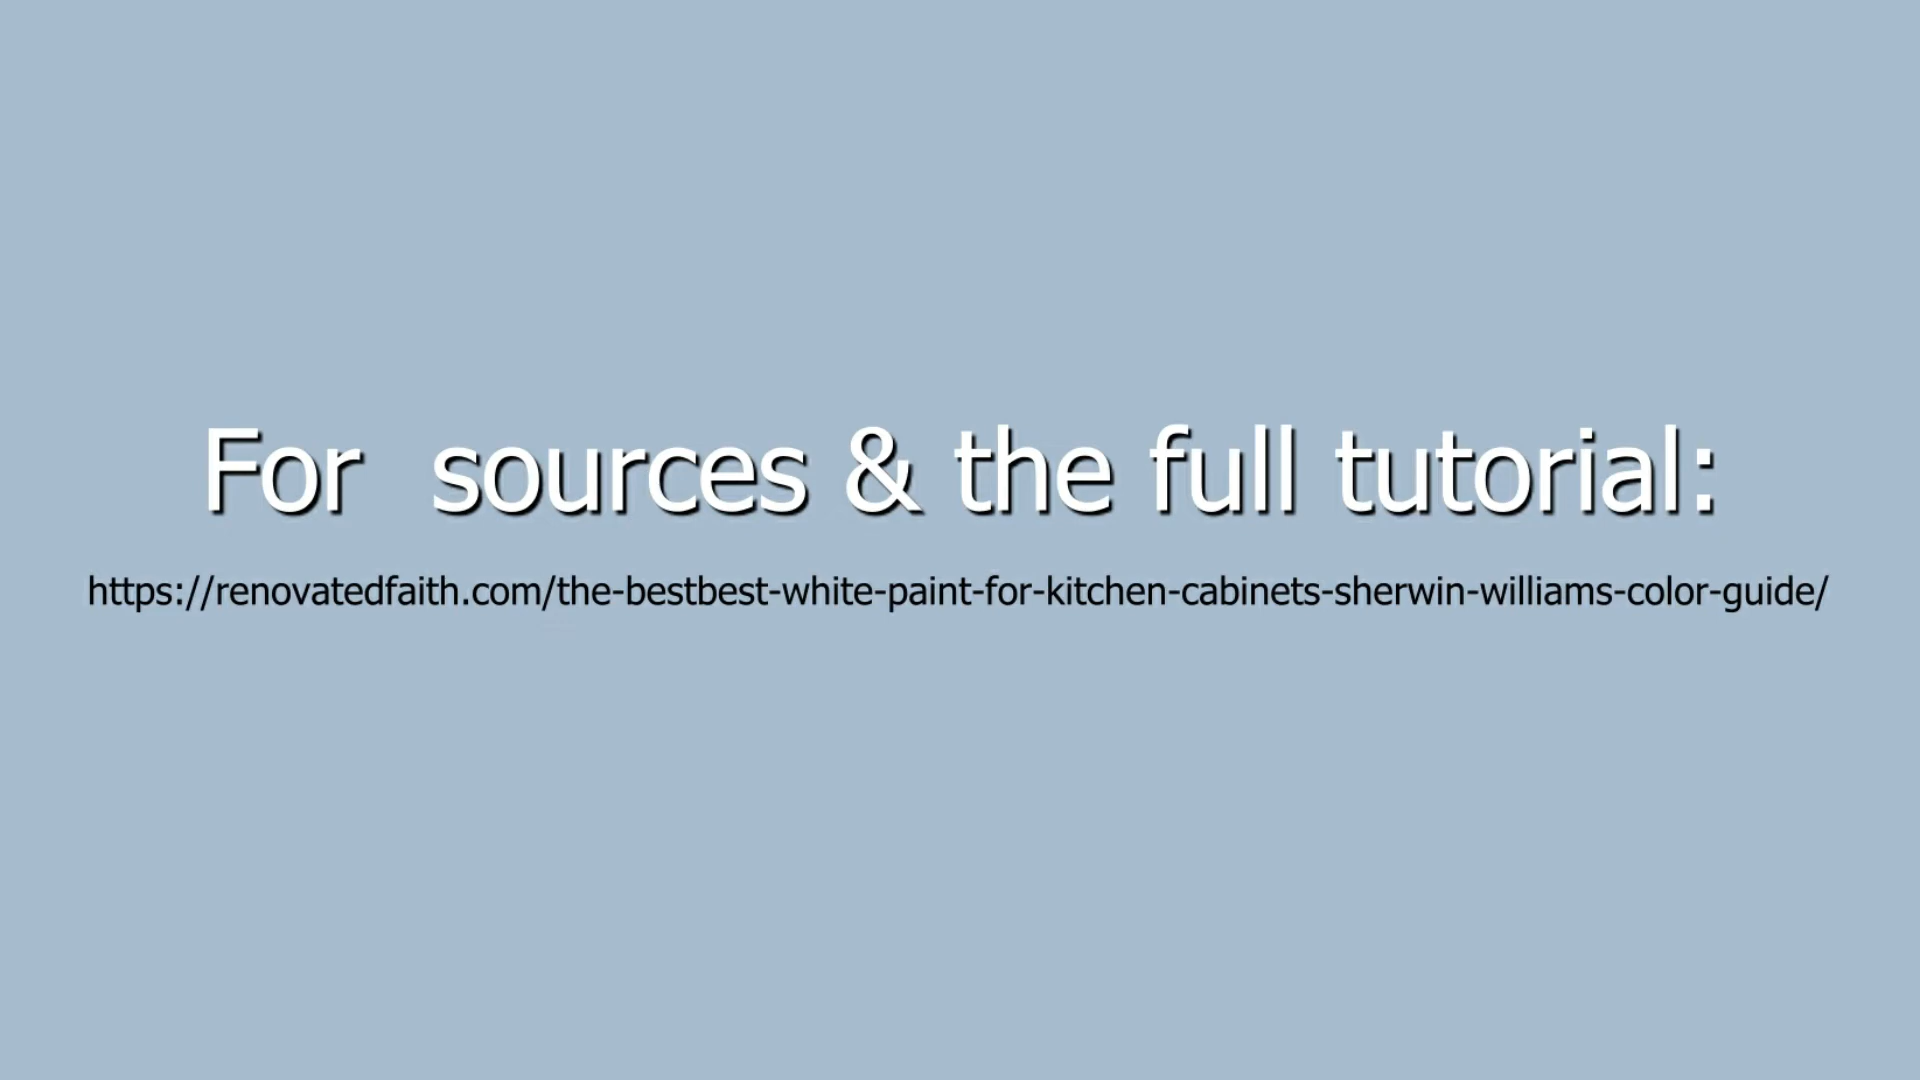 For  sources & the full tutorial:
https://renovatedfaith.com/the-bestbest-white-paint-for-kitchen-cabinets-sherwin-williams-color-guide/